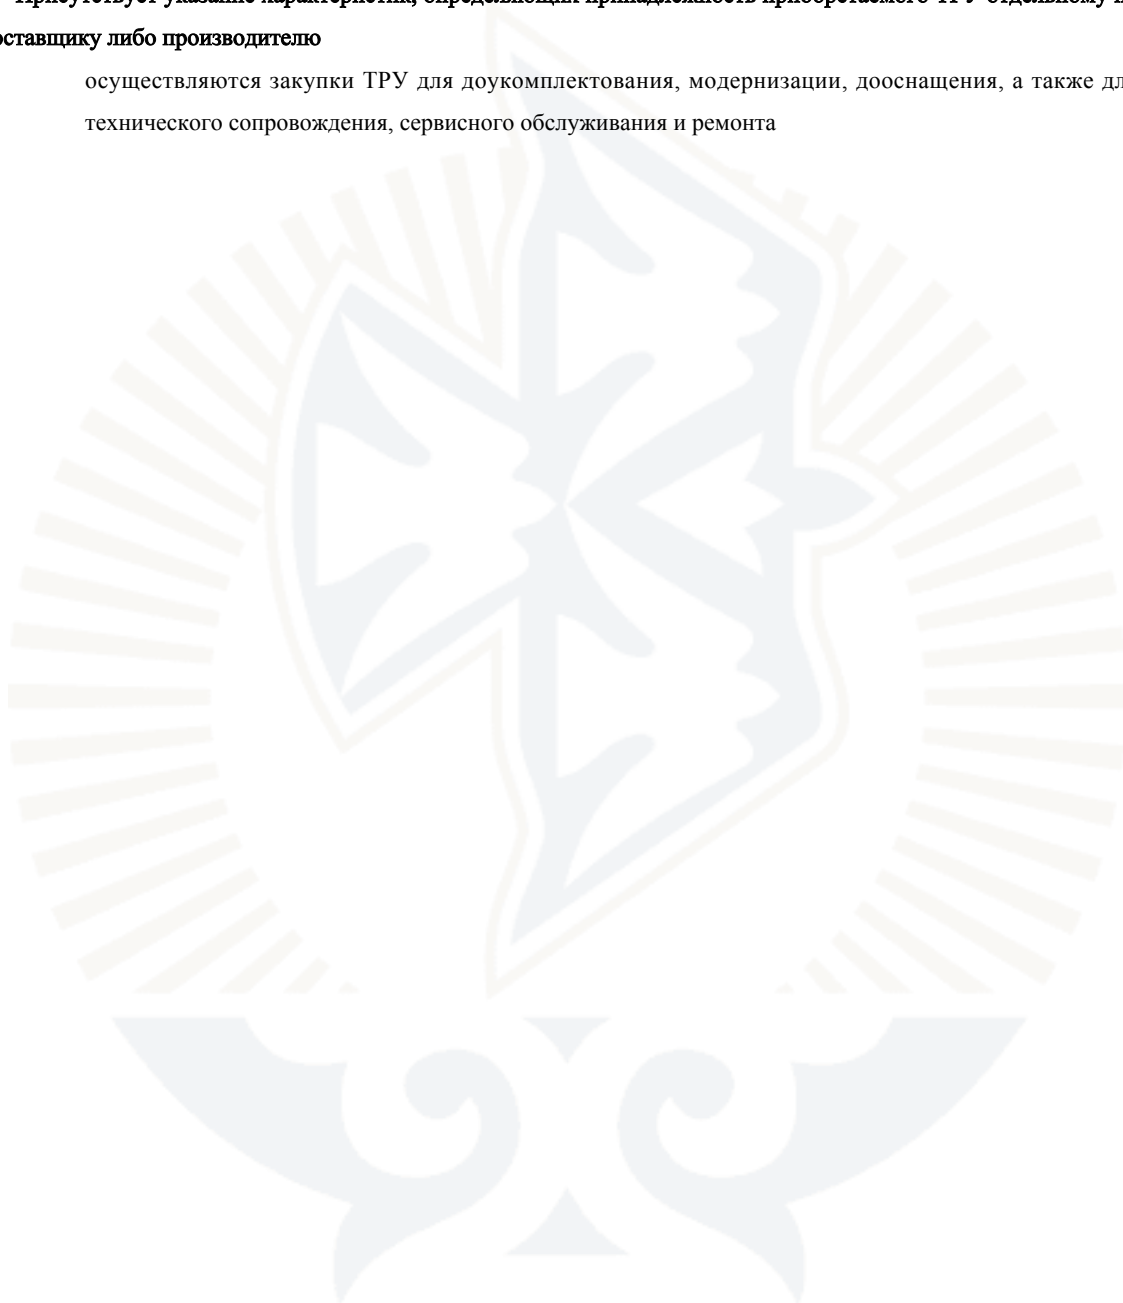 Присутствует указание характеристик, определяющих принадлежность приобретаемого ТРУ отдельному
оставщику либо производителю
осуществляются закупки ТРУ для доукомплектования, модернизации, дооснащения, а также дл
технического сопровождения, сервисного обслуживания и ремонта